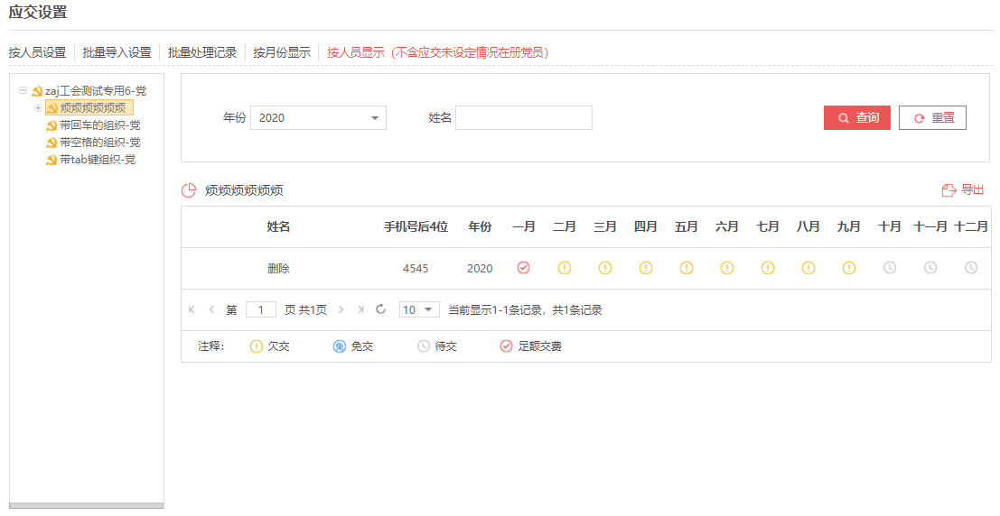 应交设置
按人员设置 批量导入设置 批量处理记录 按月份显示 按人员显示（不含应交未设定情况在册党员）
zaj工会测试专用6-党
烦烦烦烦烦烦
带回车的组织-党
带空格的组织-党
带tab键组织-党
年份 2020 姓名 查询 重置
烦烦烦烦烦烦 导出
姓名 手机号后4位 年份 一月 二月 三月 四月 五月 六月 七月 八月 九月 十月 十一月 十二月
删除 4545 2020
第 1 页 共1页 10 当前显示1-1条记录，共1条记录
注释： 欠交 免 免交 待交 足额交费